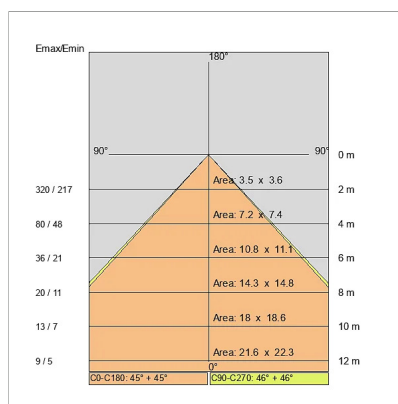 Emax/Emin
180°
90° 90° 0 m
Area: 3.5 x 3.6
320 / 217 2 m
Area: 7.2 x 7.4
80 / 48 4 m
Area: 10.8 x 11.1
36 / 21 6 m
Area: 14.3 x 14.8
20 / 11 8 m
Area: 18 x 18.6
13 / 7 10 m
Area: 21.6 x 22.3
9 / 5 12 m
0°
C0-C180: 45° + 45° C90-C270: 46° + 46°